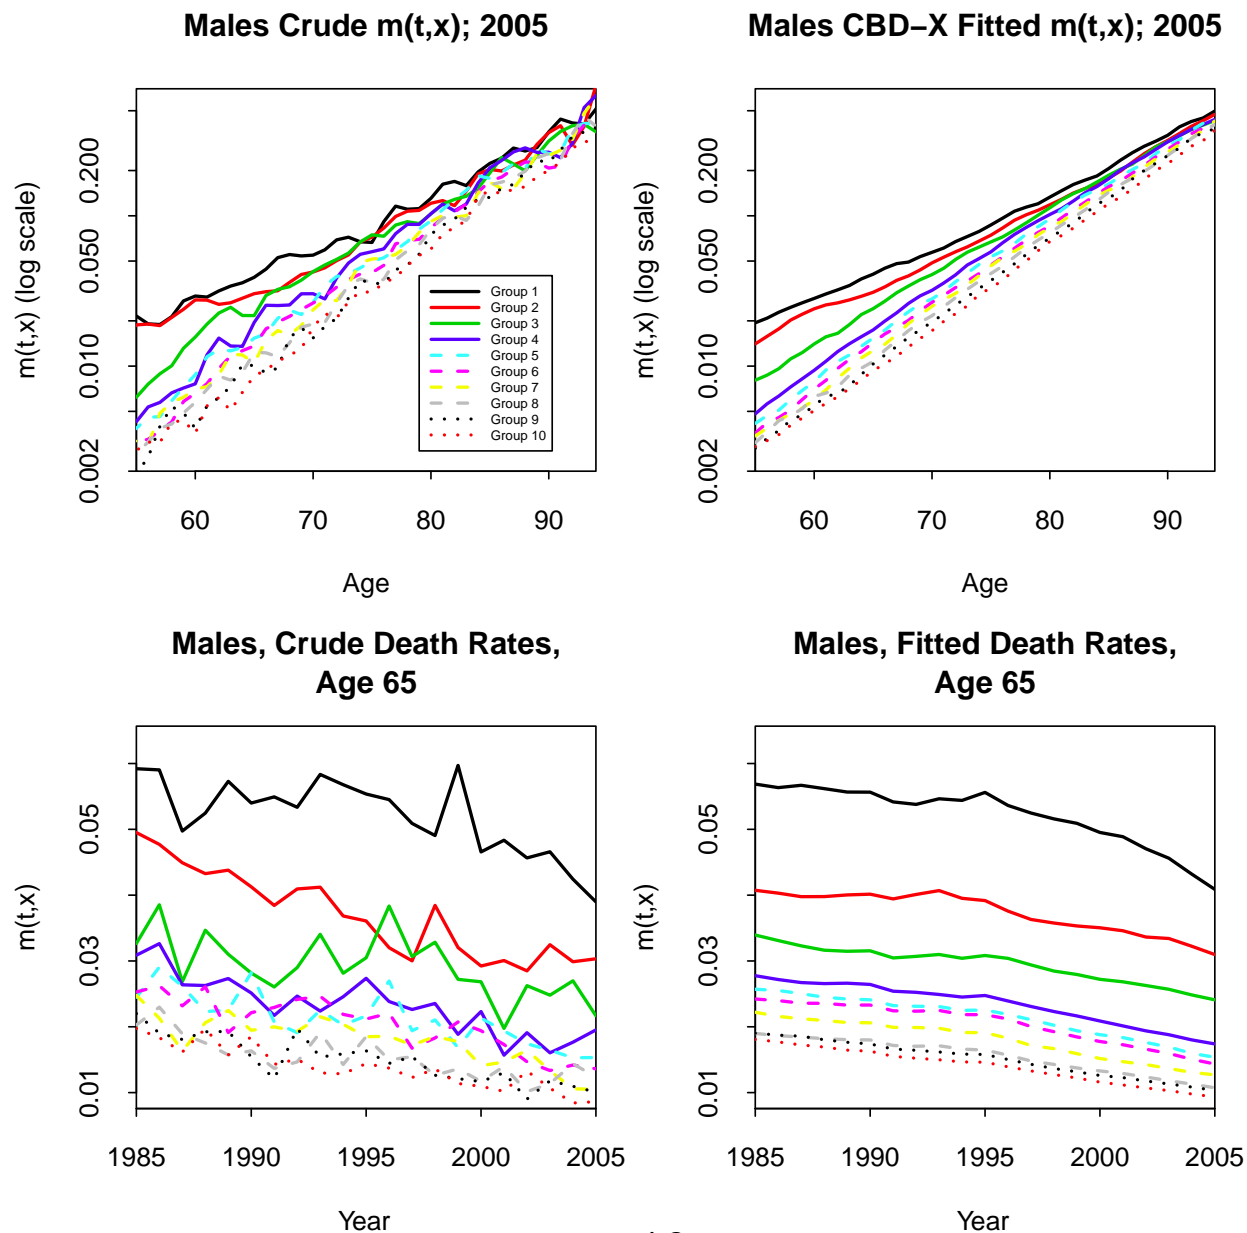 Males Crude m(t,x); 2005
m(t,x) (log scale)
0.200
0.050
0.010
0.002
Group 1
Group 2
Group 3
Group 4
Group 5
Group 6
Group 7
Group 8
Group 9
Group 10
60 70 80 90
Age
Males CBD−X Fitted m(t,x); 2005
m(t,x) (log scale)
0.200
0.050
0.010
0.002
60 70 80 90
Age
Males, Crude Death Rates,
Age 65
m(t,x)
0.05
0.03
0.01
1985 1990 1995 2000 2005
Year
Males, Fitted Death Rates,
Age 65
m(t,x)
0.05
0.03
0.01
1985 1990 1995 2000 2005
Year